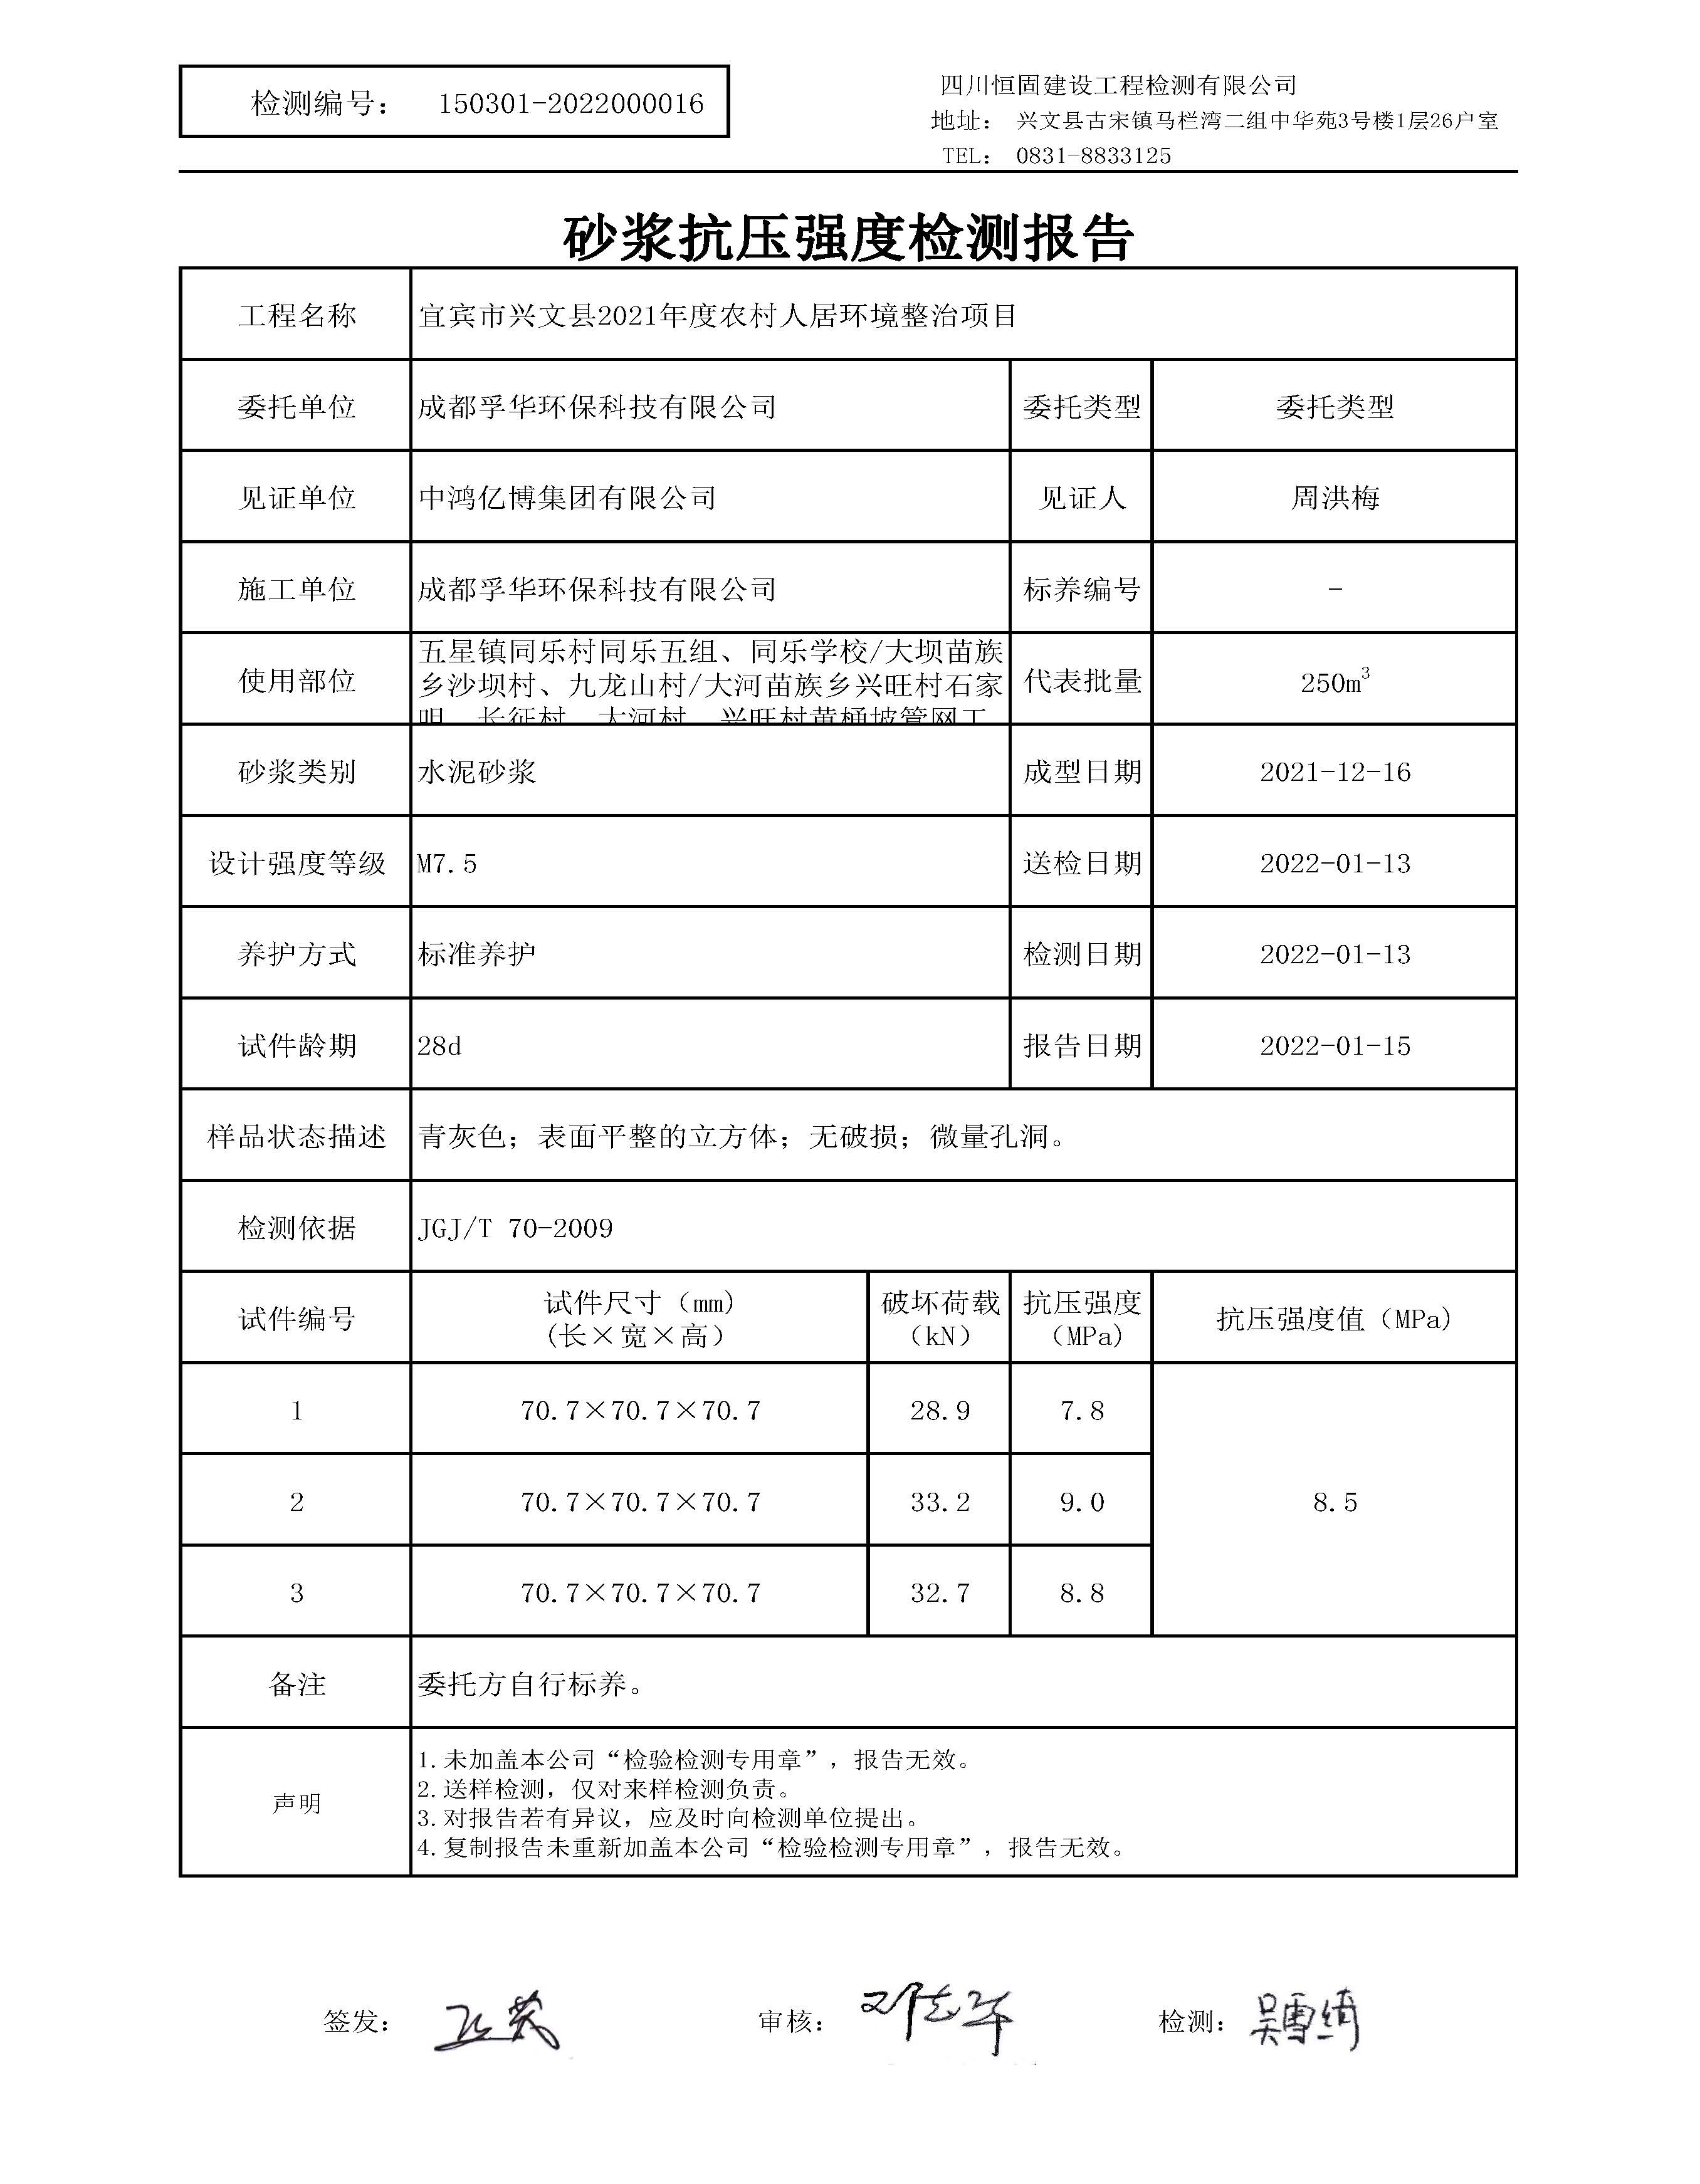 检测编号： 150301-2022000016
四川恒固建设工程检测有限公司
地址： 兴文县古宋镇马栏湾二组中华苑3号楼1层26户室
TEL： 0831-8833125
砂浆抗压强度检测报告
工程名称 宜宾市兴文县2021年度农村人居环境整治项目
委托单位 成都孚华环保科技有限公司 委托类型 委托类型
见证单位 中鸿亿博集团有限公司 见证人 周洪梅
施工单位 成都孚华环保科技有限公司 标养编号 -
使用部位
五星镇同乐村同乐五组、同乐学校/大坝苗族
乡沙坝村、九龙山村/大河苗族乡兴旺村石家
长征村、大河村、兴旺村黄桷坡管网工
代表批量 250m³
砂浆类别 水泥砂浆 成型日期 2021-12-16
设计强度等级 M7.5 送检日期 2022-01-13
养护方式 标准养护 检测日期 2022-01-13
试件龄期 28d 报告日期 2022-01-15
样品状态描述 青灰色；表面平整的立方体；无破损；微量孔洞。
检测依据 JGJ/T 70-2009
试件编号
试件尺寸（mm）
(长×宽×高）
破坏荷载
（kN）
抗压强度
（MPa）
抗压强度值（MPa）
1 70.7×70.7×70.7 28.9 7.8
2 70.7×70.7×70.7 33.2 9.0 8.5
3 70.7×70.7×70.7 32.7 8.8
备注 委托方自行标养。
声明
1.未加盖本公司“检验检测专用章”，报告无效。
2.送样检测，仅对来样检测负责。
3.对报告若有异议，应及时向检测单位提出。
4.复制报告未重新加盖本公司“检验检测专用章”，报告无效。
签发： 审核： 检测：吴雪绮